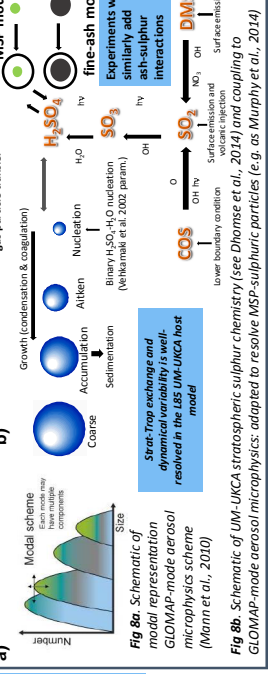 a)
Modal scheme
Each mode may
have multiple
components
Number
Size
Fig 8a. Schematic of
modal representation
GLOMAP-mode aerosol
microphysics scheme
(Mann et al., 2010)
b)
Growth (condensation & coagulation)
Coarse
Accumulation
Aitken
Nucleation
Sedimentation
Binary H2SO4-H2O nucleation
(Vehkamaki et al. 2002 param.)
Strat-Trop exchange and
dynamical variability is well-
resolved in the L85 UM-UKCA host
model
fine-ash mo
Experiments w
similarly add
ash-sulphur
interactions
H2SO4
hν
H2O
SO3
hν
OH
SO2
NO3
OH
DM
Surface emissi
Surface emission and
volcanic injection
O
OH hν
COS
Lower boundary condition
Fig 8b. Schematic of UM-UKCA stratospheric sulphur chemistry (see Dhomse et al., 2014) and coupling to
GLOMAP-mode aerosol microphysics: adapted to resolve MSP-sulphuric particles (e.g. as Murphy et al., 2014)